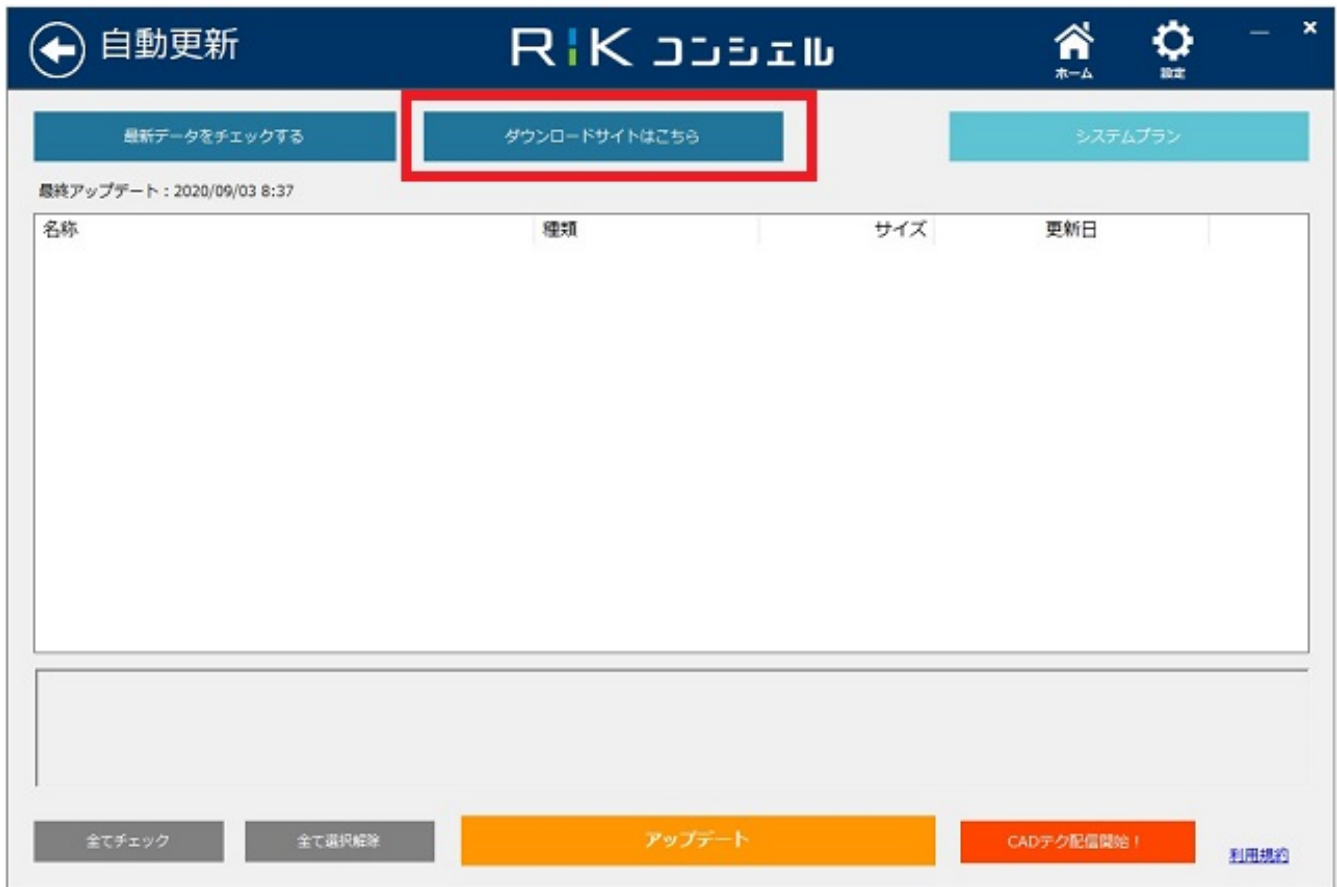 自動更新
RiK コンシェル
ホーム
設定
最新データをチェックする
ダウンロードサイトはこちら
システムプラン
最終アップデート：2020/09/03 8:37
名称 種類 サイズ 更新日
全てチェック
全て選択解除
アップデート
CADテク配信開始！
利用規約